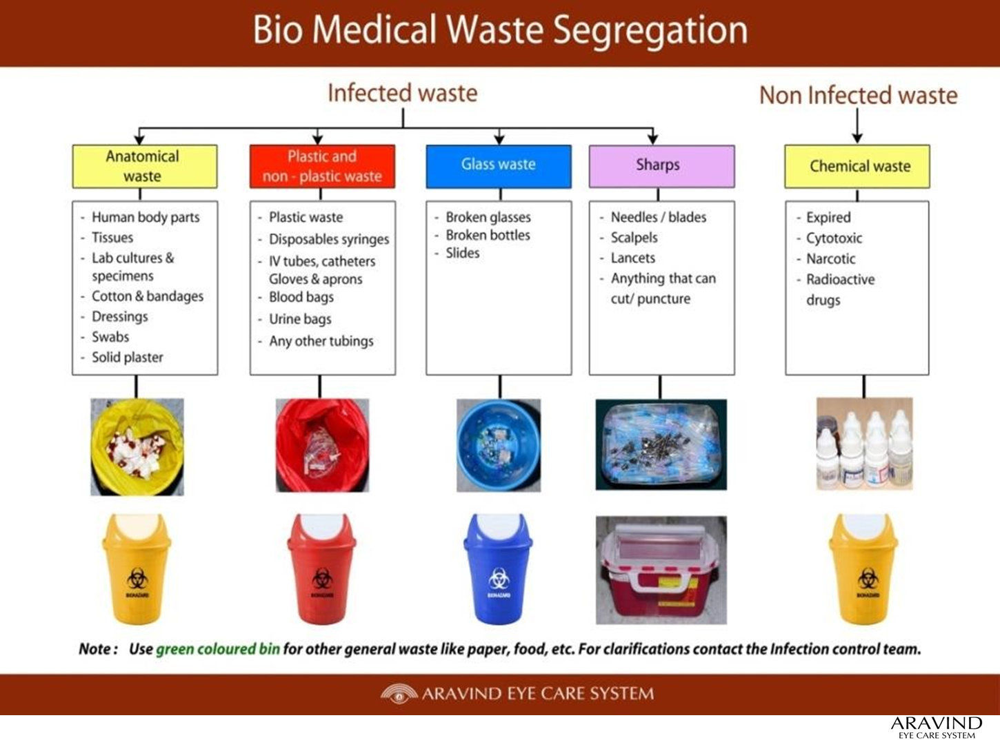 Bio Medical Waste Segregation
Infected waste
Non Infected waste
Anatomical
waste
- Human body parts
- Tissues
- Lab cultures &
specimens
- Cotton & bandages
- Dressings
- Swabs
- Solid plaster
BIOHAZARD
Plastic and
non - plastic waste
- Plastic waste
- Disposables syringes
- IV tubes, catheters
Gloves & aprons
- Blood bags
- Urine bags
- Any other tubings
BIOHAZARD
Glass waste
- Broken glasses
- Broken bottles
- Slides
BIOHAZARD
Sharps
- Needles / blades
- Scalpels
- Lancets
- Anything that can
cut/ puncture
Chemical waste
- Expired
- Cytotoxic
- Narcotic
- Radioactive
drugs
BIOHAZARD
Note : Use green coloured bin for other general waste like paper, food, etc. For clarifications contact the Infection control team.
ARAVIND EYE CARE SYSTEM
ARAVIND
EYE CARE SYSTEM